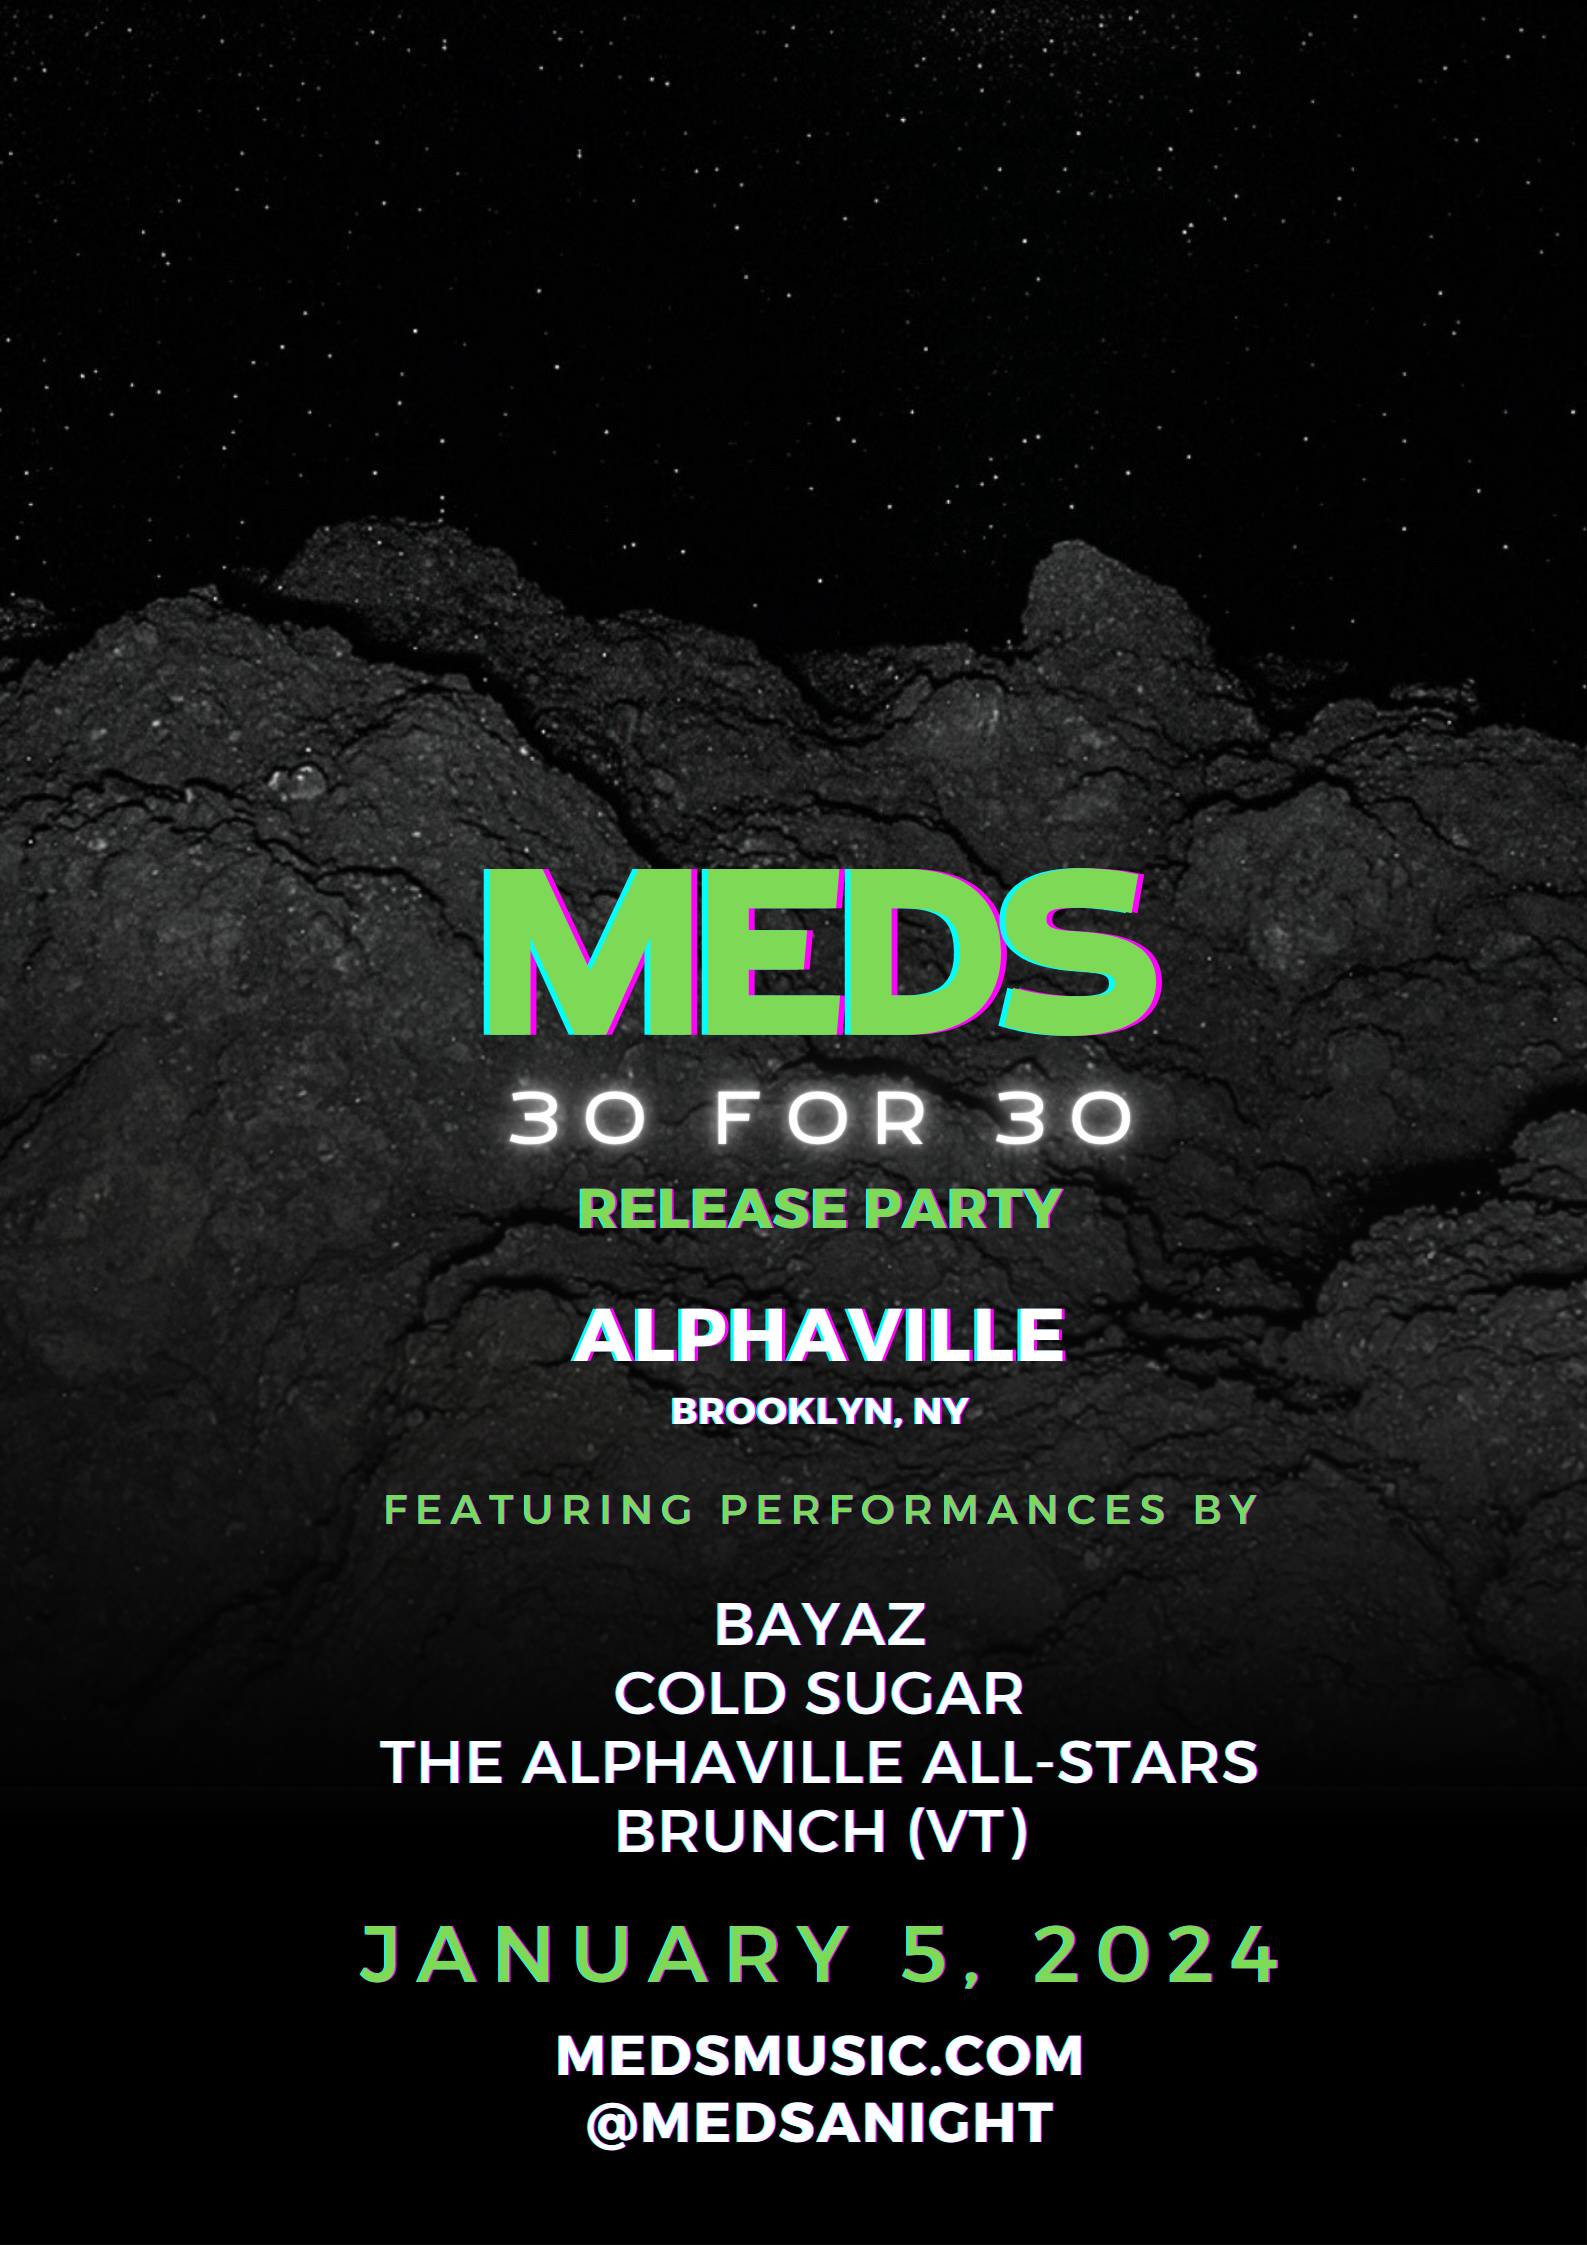 MEDS
30 FOR 30
RELEASE PARTY
ALPHAVILLE
BROOKLYN, NY
FEATURING PERFORMANCES BY
BAYAZ
COLD SUGAR
THE ALPHAVILLE ALL-STARS
BRUNCH (VT)
JANUARY 5, 2024
MEDSMUSIC.COM
@MEDSANIGHT